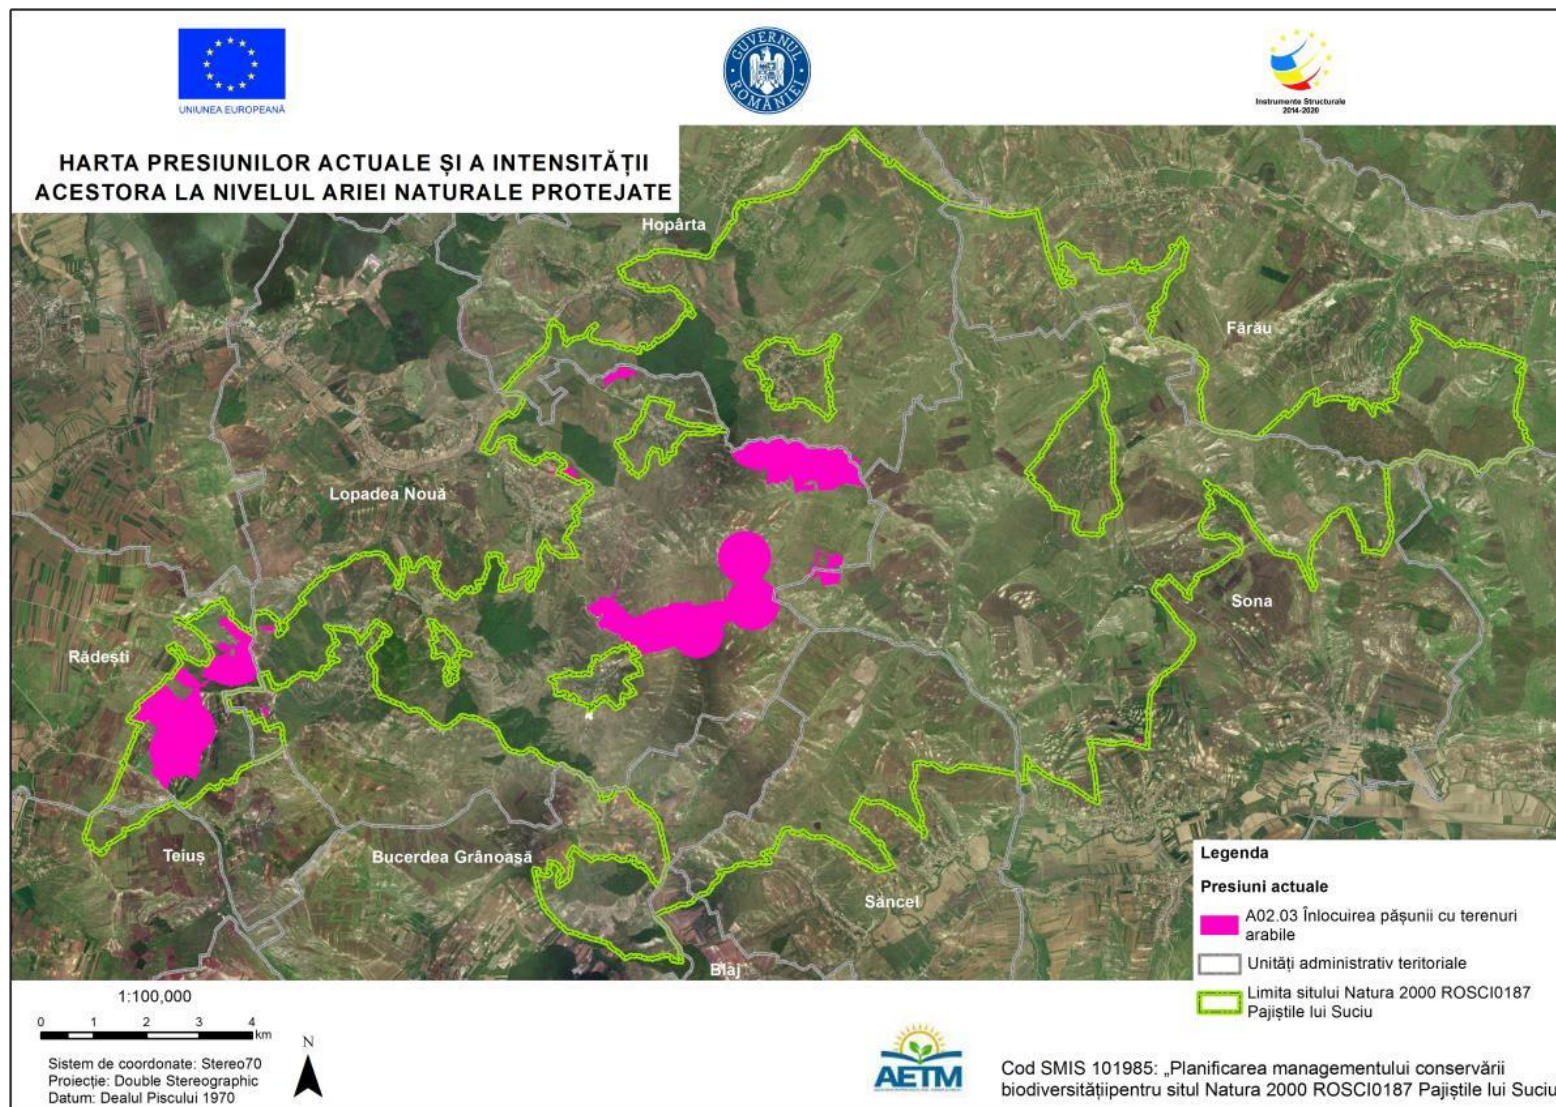 UNIUNEA EUROPEANĂ
GUVERNUL ROMÂNIEI
Instrumente Structurale
2014-2020
HARTA PRESIUNILOR ACTUALE ȘI A INTENSITĂȚII
ACESTORA LA NIVELUL ARIEI NATURALE PROTEJATE
Hopârta
Fărău
Lopadea Nouă
Sona
Rădești
Teiuș
Bucerdea Grânoasă
Sâncel
Blaj
Legenda
Presiuni actuale
A02.03 Înlocuirea pășunii cu terenuri
arabile
Unități administrativ teritoriale
Limita sitului Natura 2000 ROSCI0187
Pajiștile lui Suciu
1:100,000
0 1 2 3 4
km
Sistem de coordonate: Stereo70
Proiecție: Double Stereographic
Datum: Dealul Piscului 1970
N
AETM
Cod SMIS 101985: „Planificarea managementului conservării
biodiversitățiipentru situl Natura 2000 ROSCI0187 Pajiștile lui Suciu